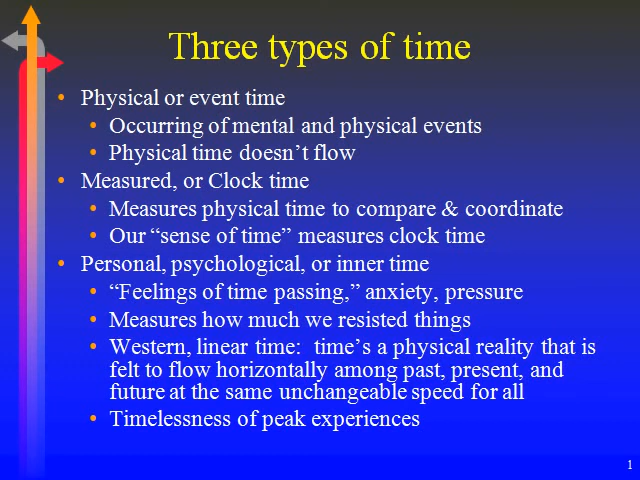 Three types of time
• Physical or event time
• Occurring of mental and physical events
• Physical time doesn’t flow
• Measured, or Clock time
• Measures physical time to compare & coordinate
• Our “sense of time” measures clock time
• Personal, psychological, or inner time
• “Feelings of time passing,” anxiety, pressure
• Measures how much we resisted things
• Western, linear time:  time’s a physical reality that is
felt to flow horizontally among past, present, and
future at the same unchangeable speed for all
• Timelessness of peak experiences
1